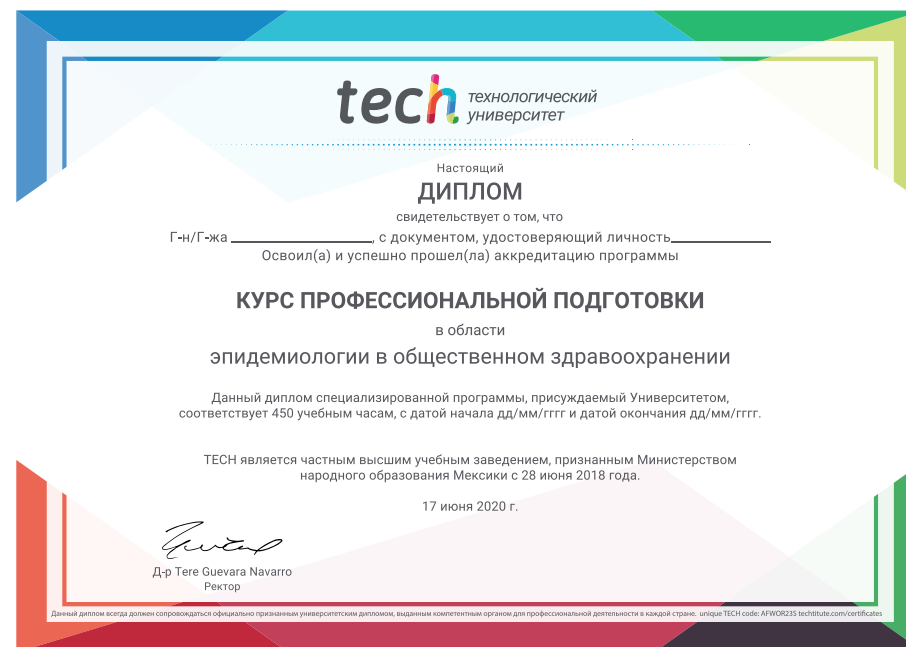 tech технологический
университет
Настоящий
ДИПЛОМ
свидетельствует о том, что
Г-н/Г-жа ____________________, с документом, удостоверяющий личность______________
Освоил(а) и успешно прошел(ла) аккредитацию программы
КУРС ПРОФЕССИОНАЛЬНОЙ ПОДГОТОВКИ
в области
эпидемиологии в общественном здравоохранении
Данный диплом специализированной программы, присуждаемый Университетом,
соответствует 450 учебным часам, с датой начала дд/мм/гггг и датой окончания дд/мм/гггг.
TECH является частным высшим учебным заведением, признанным Министерством
народного образования Мексики с 28 июня 2018 года.
17 июня 2020 г.
Д-р Tere Guevara Navarro
Ректор
Данный диплом всегда должен сопровождаться официально признанным университетским дипломом, выданным компетентным органом для профессиональной деятельности в каждой стране. unique TECH code: AFWOR23S techtitute.com/certificates